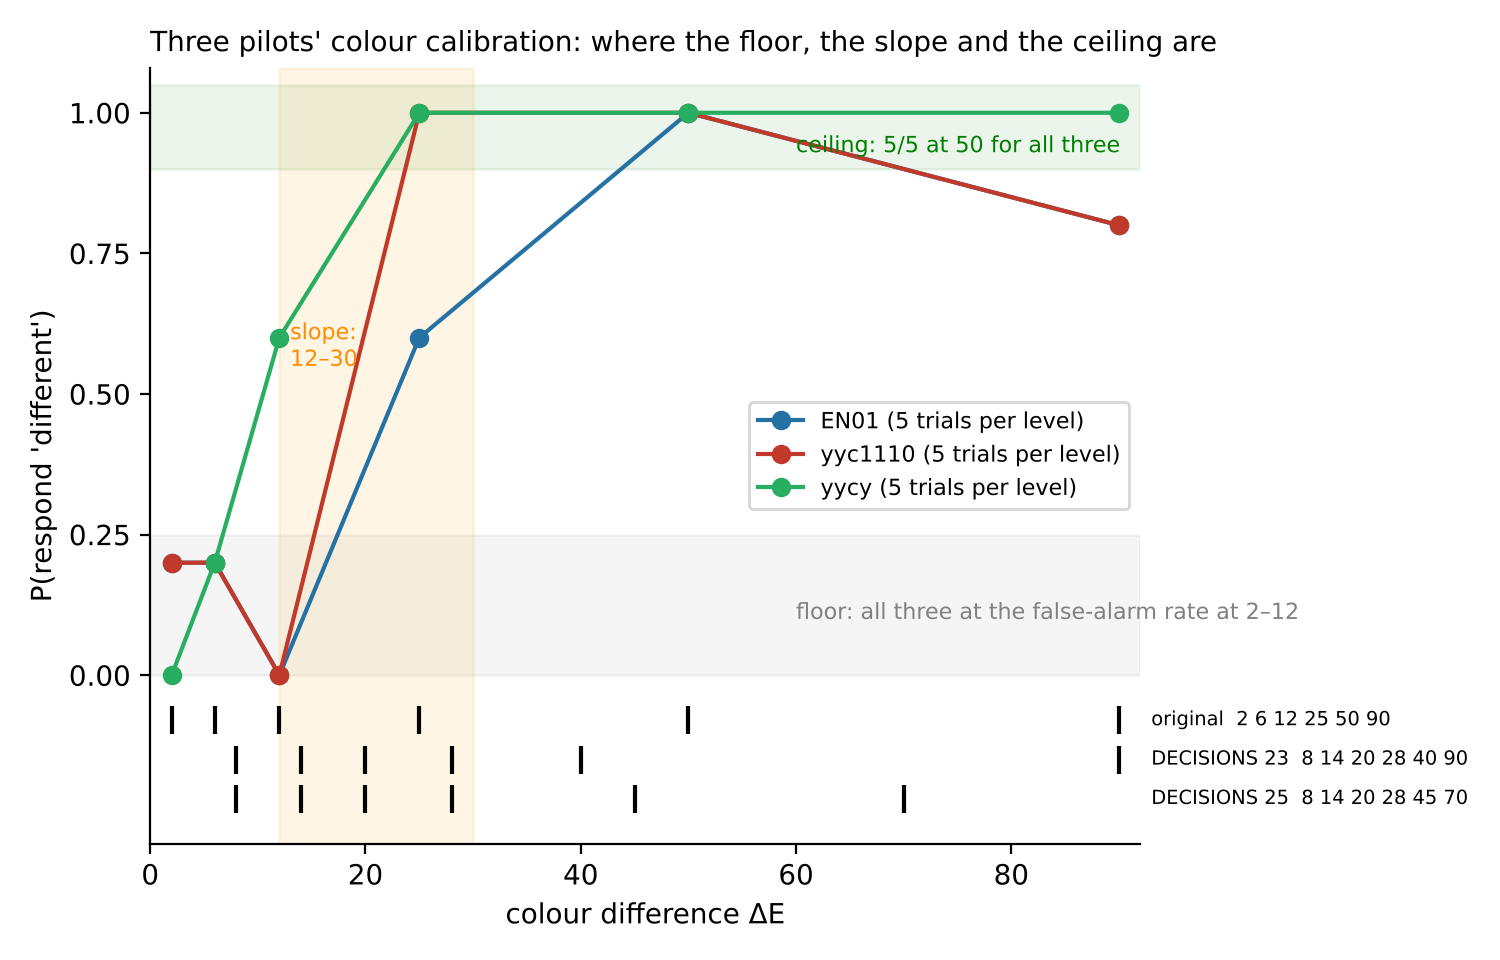 Three pilots' colour calibration: where the floor, the slope and the ceiling are
P(respond 'different')
1.00
0.75
0.50
0.25
0.00
ceiling: 5/5 at 50 for all three
slope:
12–30
EN01 (5 trials per level)
yyc1110 (5 trials per level)
yycy (5 trials per level)
floor: all three at the false-alarm rate at 2–12
original  2 6 12 25 50 90
DECISIONS 23  8 14 20 28 40 90
DECISIONS 25  8 14 20 28 45 70
0 20 40 60 80
colour difference ΔE